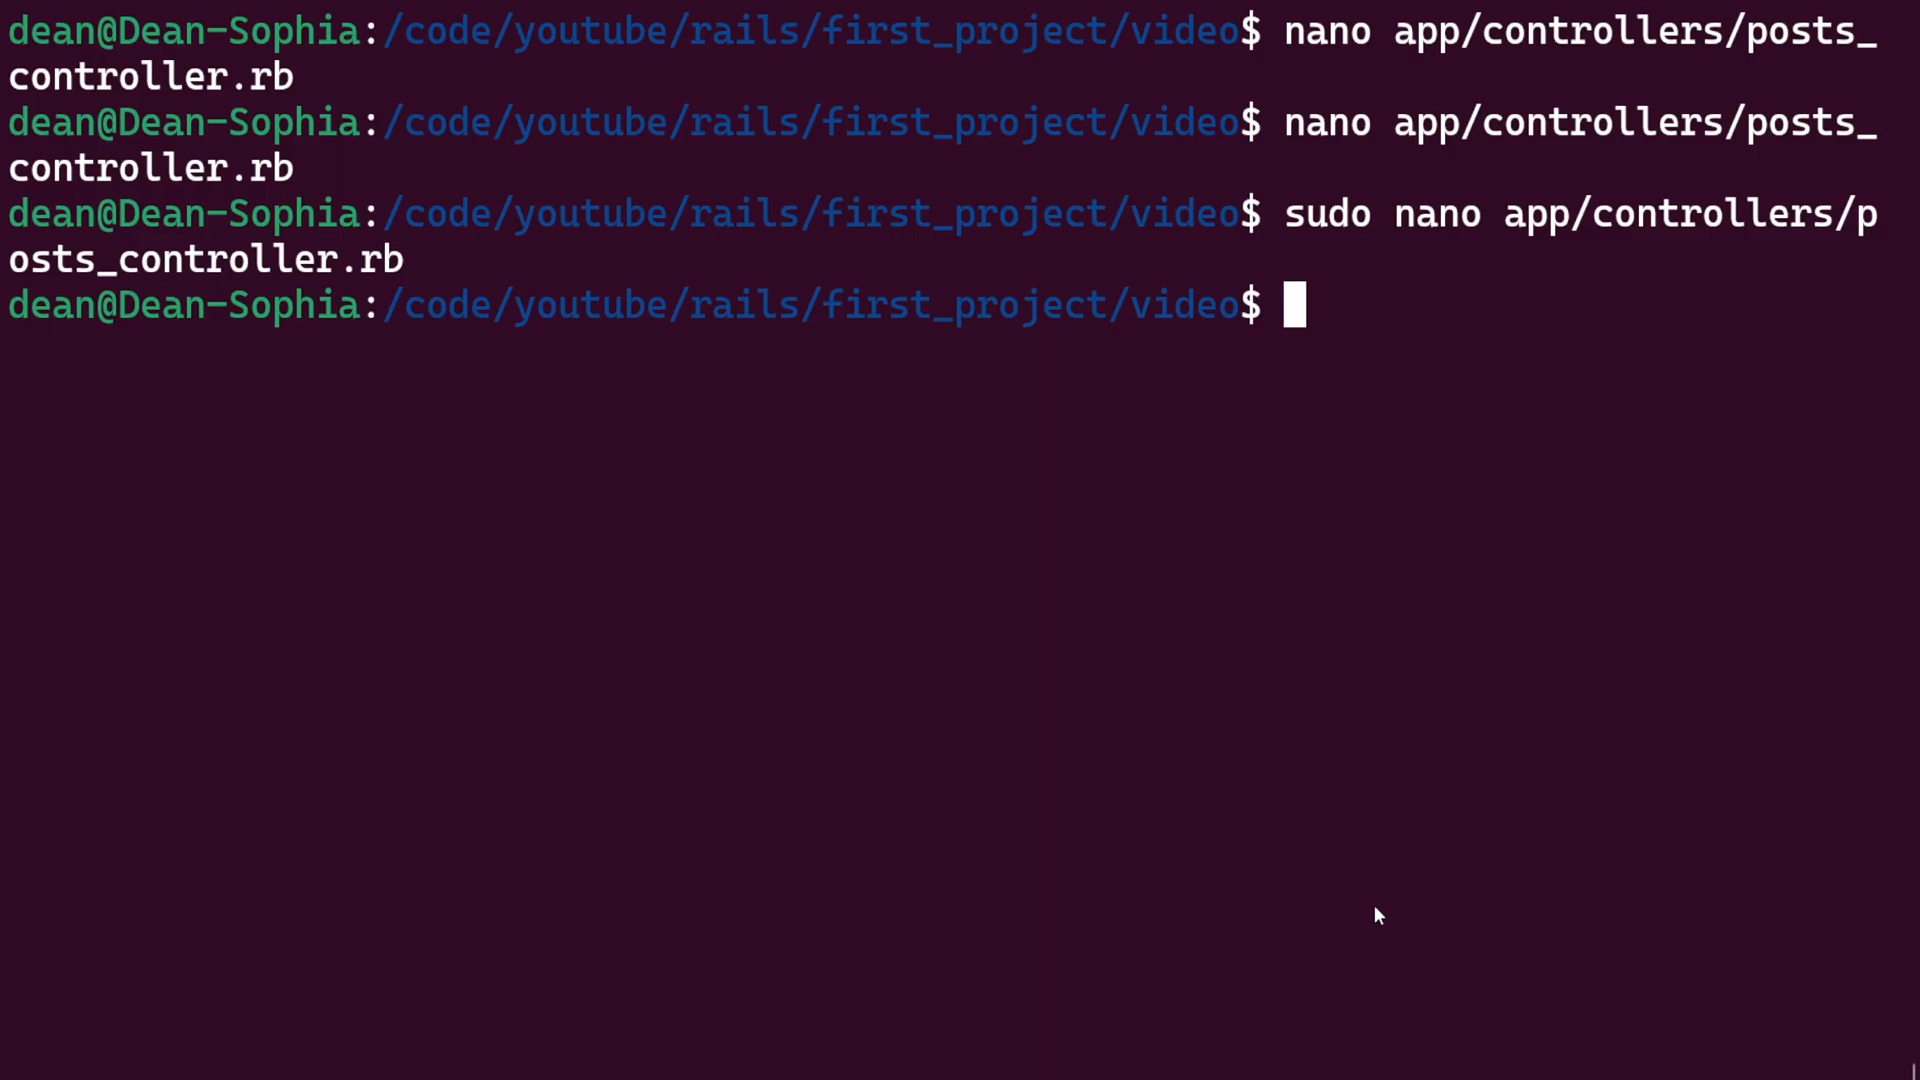 dean@Dean-Sophia:/code/youtube/rails/first_project/video$ nano app/controllers/posts_
controller.rb
dean@Dean-Sophia:/code/youtube/rails/first_project/video$ nano app/controllers/posts_
controller.rb
dean@Dean-Sophia:/code/youtube/rails/first_project/video$ sudo nano app/controllers/p
osts_controller.rb
dean@Dean-Sophia:/code/youtube/rails/first_project/video$